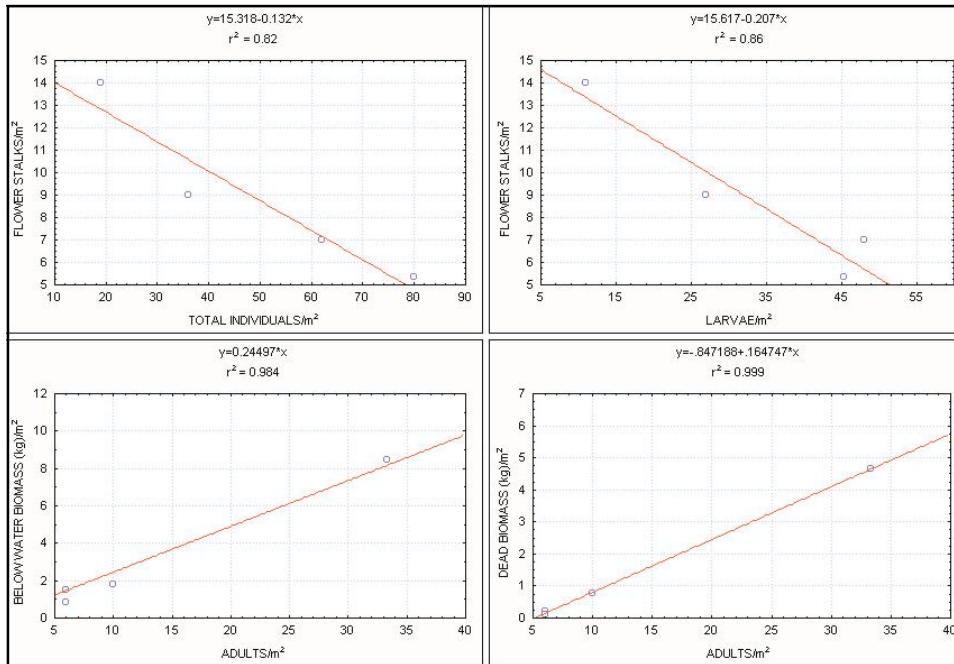 y=15.318-0.132*x
r² = 0.82
15
14
13
12
11
10
9
8
7
6
5
FLOWER STALKS/m²
10 20 30 40 50 60 70 80 90
TOTAL INDIVIDUALS/m²
y=15.617-0.207*x
r² = 0.86
15
14
13
12
11
10
9
8
7
6
5
FLOWER STALKS/m²
5 15 25 35 45 55
LARVAE/m²
y=0.24497*x
r² = 0.984
12
10
8
6
4
2
0
BELOW WATER BIOMASS (kg)/m²
5 10 15 20 25 30 35 40
ADULTS/m²
y=-.847188+.164747*x
r² = 0.999
7
6
5
4
3
2
1
0
DEAD BIOMASS (kg)/m²
5 10 15 20 25 30 35 40
ADULTS/m²